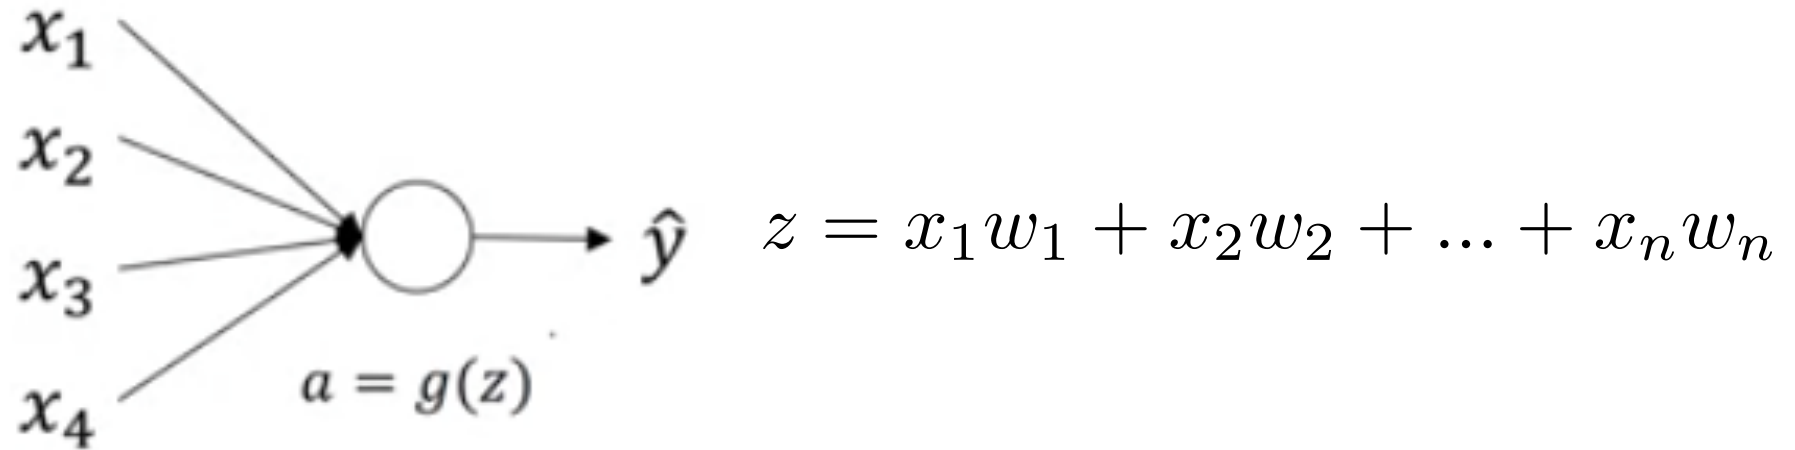 x₁
x₂
x₃
x₄
a = g(z)
ŷ
z = x₁w₁ + x₂w₂ + ... + xₙwₙ